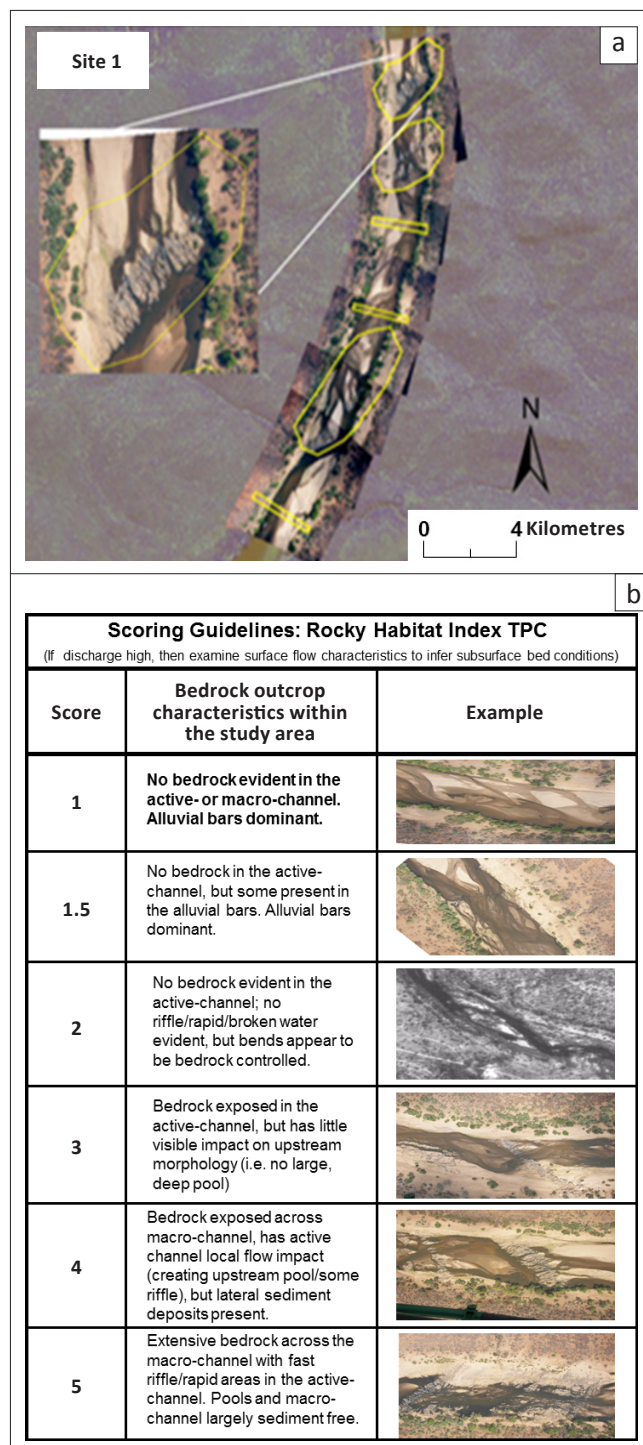 Site 1
a
N
0 4 Kilometres
b
Scoring Guidelines: Rocky Habitat Index TPC
(If discharge high, then examine surface flow characteristics to infer subsurface bed conditions)
Score
Bedrock outcrop
characteristics within
the study area
Example
1
No bedrock evident in the
active- or macro-channel.
Alluvial bars dominant.
1.5
No bedrock in the active-
channel, but some present in
the alluvial bars. Alluvial bars
dominant.
2
No bedrock evident in the
active-channel; no
riffle/rapid/broken water
evident, but bends appear to
be bedrock controlled.
3
Bedrock exposed in the
active-channel, but has little
visible impact on upstream
morphology (i.e. no large,
deep pool)
4
Bedrock exposed across
macro-channel, has active
channel local flow impact
(creating upstream pool/some
riffle), but lateral sediment
deposits present.
5
Extensive bedrock across the
macro-channel with fast
riffle/rapid areas in the active-
channel. Pools and macro-
channel largely sediment free.